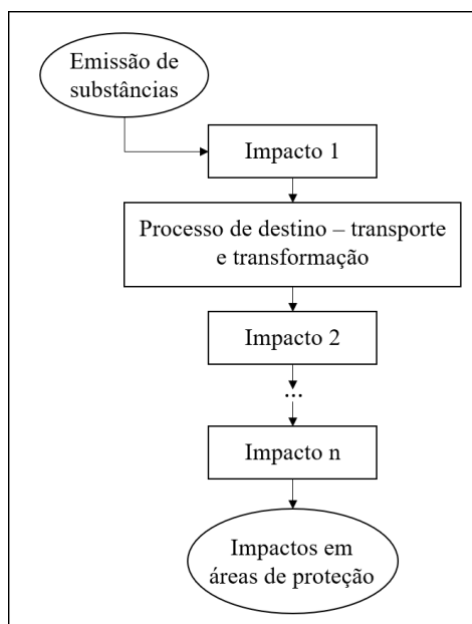 Emissão de
substâncias
Impacto 1
Processo de destino – transporte
e transformação
Impacto 2
...
Impacto n
Impactos em
áreas de proteção